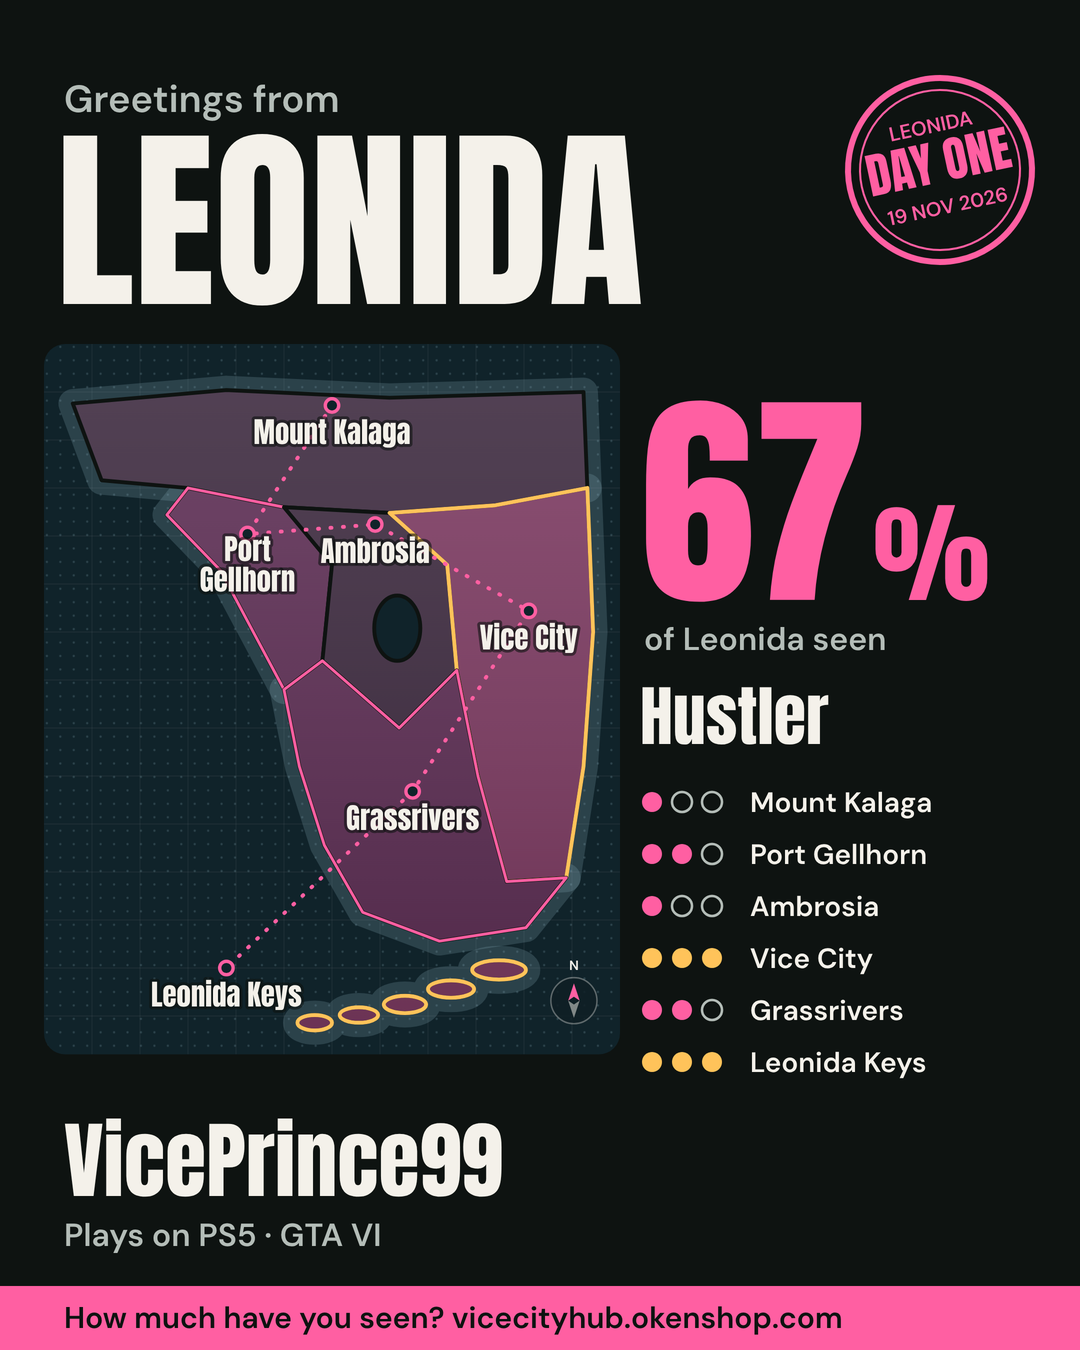 Greetings from
LEONIDA
LEONIDA
DAY ONE
19 NOV 2026
Mount Kalaga
Port
Gellhorn
Ambrosia
Vice City
Grassrivers
Leonida Keys
N
67%
of Leonida seen
Hustler
Mount Kalaga
Port Gellhorn
Ambrosia
Vice City
Grassrivers
Leonida Keys
VicePrince99
Plays on PS5 · GTA VI
How much have you seen? vicecityhub.okenshop.com